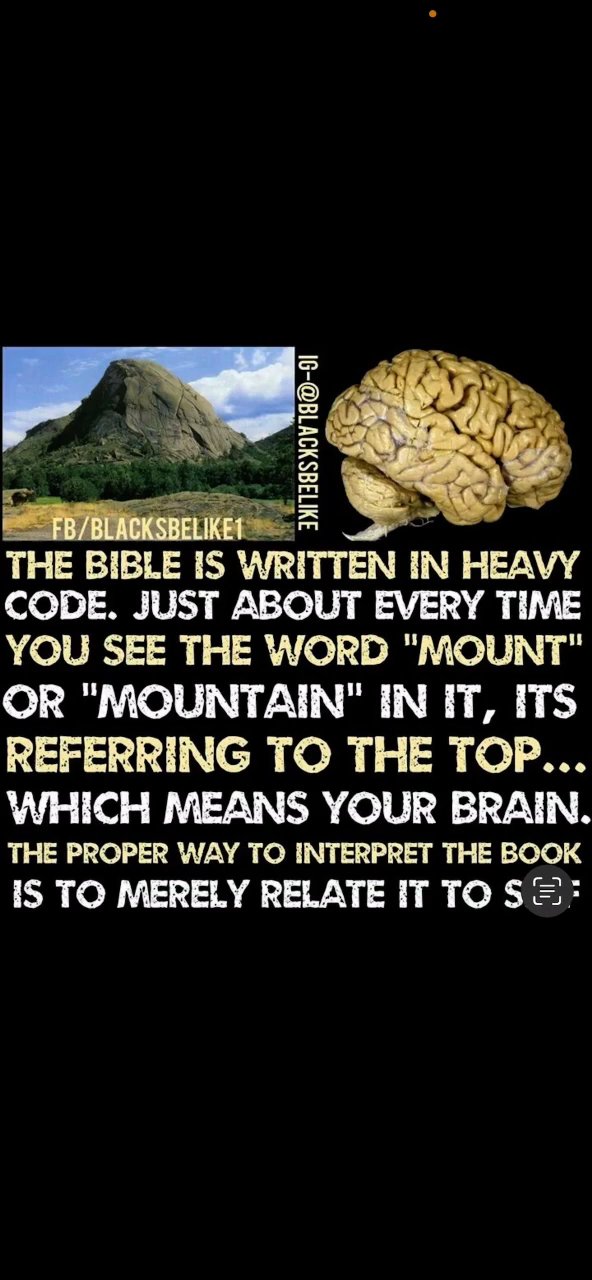 IG-@BLACKSBELIKE
FB/BLACKSBELIKE1
THE BIBLE IS WRITTEN IN HEAVY
CODE. JUST ABOUT EVERY TIME
YOU SEE THE WORD "MOUNT"
OR "MOUNTAIN" IN IT, ITS
REFERRING TO THE TOP...
WHICH MEANS YOUR BRAIN.
THE PROPER WAY TO INTERPRET THE BOOK
IS TO MERELY RELATE IT TO